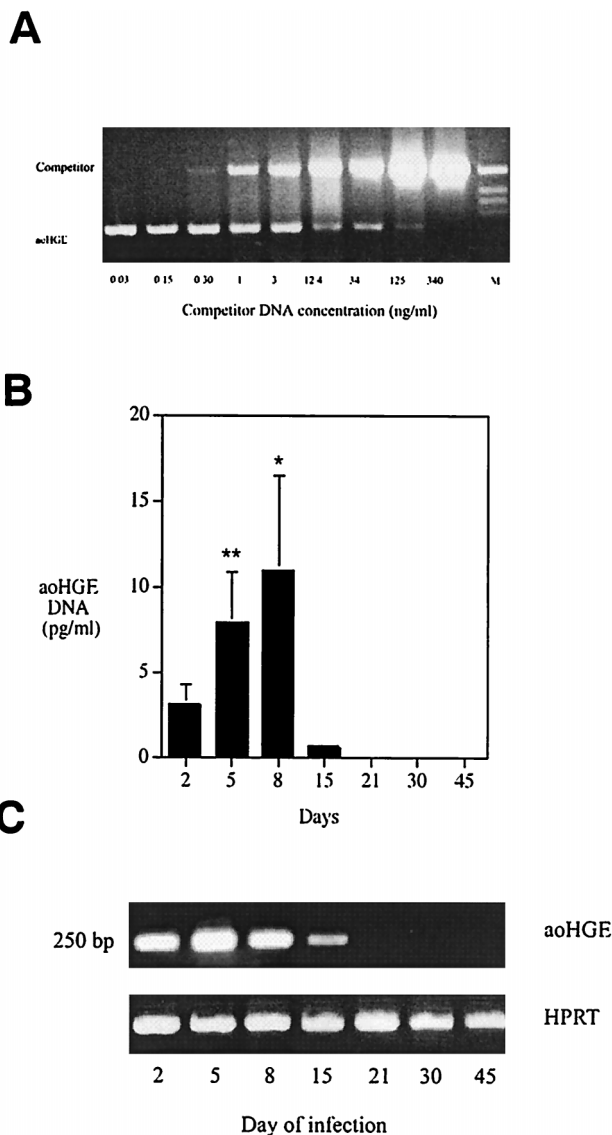 A
Competitor
aoHGE
0.03 0.15 0.30 1 3 12.4 34 125 340 M
Competitor DNA concentration (ng/ml)
B
20
15
10
5
0
aoHGE
DNA
(pg/ml)
**
*
2 5 8 15 21 30 45
Days
C
250 bp
aoHGE
HPRT
2 5 8 15 21 30 45
Day of infection